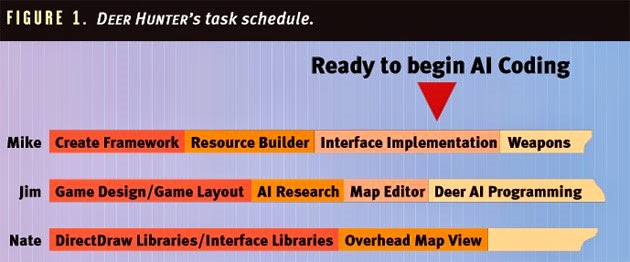 FIGURE 1. DEER HUNTER's task schedule.
Ready to begin AI Coding
Mike Create Framework Resource Builder Interface Implementation Weapons
Jim Game Design/Game Layout AI Research Map Editor Deer AI Programming
Nate DirectDraw Libraries/Interface Libraries Overhead Map View